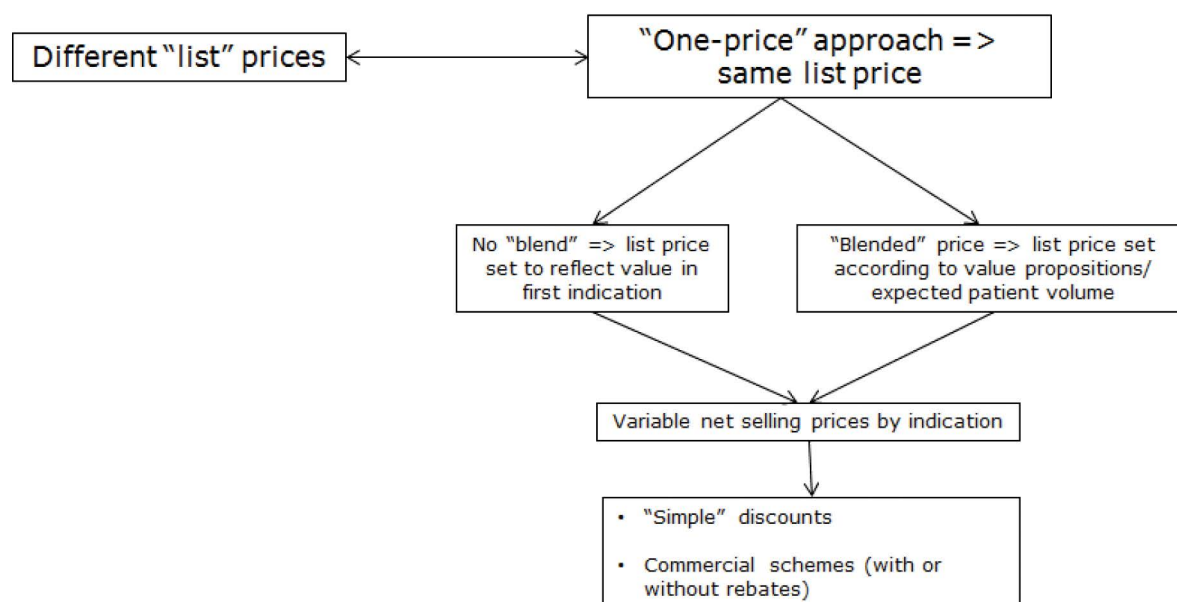 Different “list” prices
“One-price” approach =>
same list price
No “blend” => list price
set to reflect value in
first indication
“Blended” price => list price set
according to value propositions/
expected patient volume
Variable net selling prices by indication
• “Simple” discounts
• Commercial schemes (with or
without rebates)